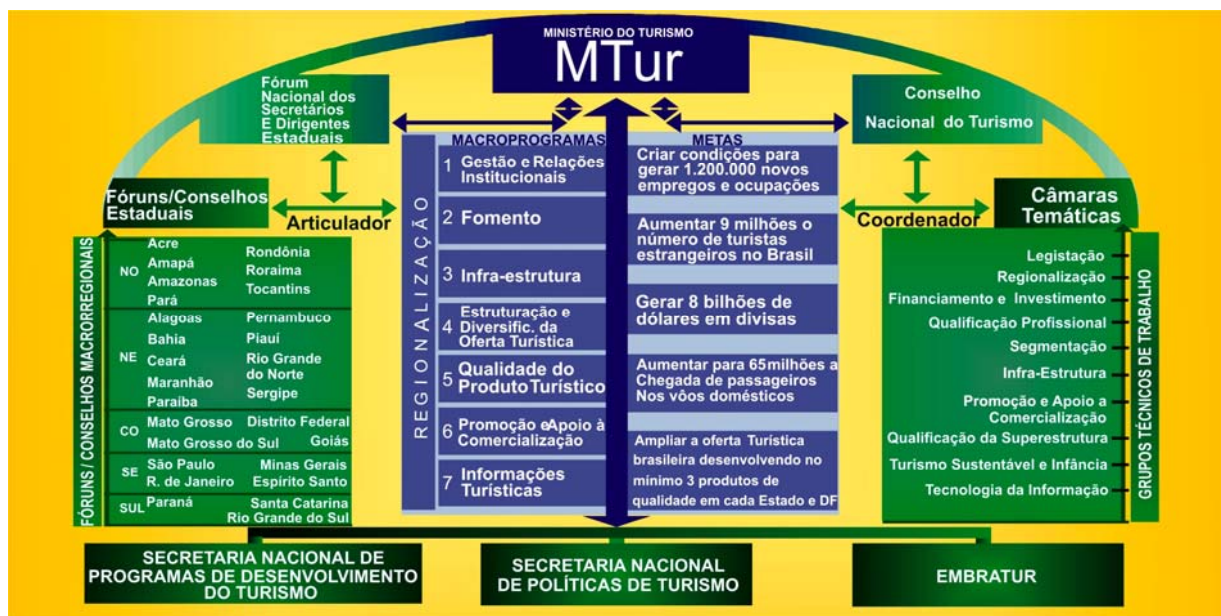 MINISTÉRIO DO TURISMO
MTur
Fórum
Nacional dos
Secretários
E Dirigentes
Estaduais
Conselho
Nacional do Turismo
Fóruns/Conselhos
Estaduais
Articulador
Coordenador
Câmaras
Temáticas
FÓRUNS / CONSELHOS MACRORREGIONAIS
NO
Acre
Amapá
Amazonas
Pará
Rondônia
Roraima
Tocantins
NE
Alagoas
Bahia
Ceará
Maranhão
Paraiba
Pernambuco
Piauí
Rio Grande
do Norte
Sergipe
CO
Mato Grosso
Distrito Federal
Mato Grosso do Sul
Goiás
SE
São Paulo
Minas Gerais
R. de Janeiro
Espírito Santo
SUL
Paraná
Santa Catarina
Rio Grande do Sul
REGIONALIZAÇÃO
MACROPROGRAMAS
1 Gestão e Relações
Institucionais
2 Fomento
3 Infra-estrutura
4 Estruturação e
Diversific. da
Oferta Turística
5 Qualidade do
Produto Turístico
6 Promoção e Apoio à
Comercialização
7 Informações
Turísticas
METAS
Criar condições para
gerar 1.200.000 novos
empregos e ocupações
Aumentar 9 milhões o
número de turistas
estrangeiros no Brasil
Gerar 8 bilhões de
dólares em divisas
Aumentar para 65 milhões a
Chegada de passageiros
Nos vôos domésticos
Ampliar a oferta Turística
brasileira desenvolvendo no
mínimo 3 produtos de
qualidade em cada Estado e DF
Legistação
Regionalização
Financiamento e Investimento
Qualificação Profissional
Segmentação
Infra-Estrutura
Promoção e Apoio a
Comercialização
Qualificação da Superestrutura
Turismo Sustentável e Infância
Tecnologia da Informação
GRUPOS TÉCNICOS DE TRABALHO
SECRETARIA NACIONAL DE
PROGRAMAS DE DESENVOLVIMENTO
DO TURISMO
SECRETARIA NACIONAL
DE POLÍTICAS DE TURISMO
EMBRATUR